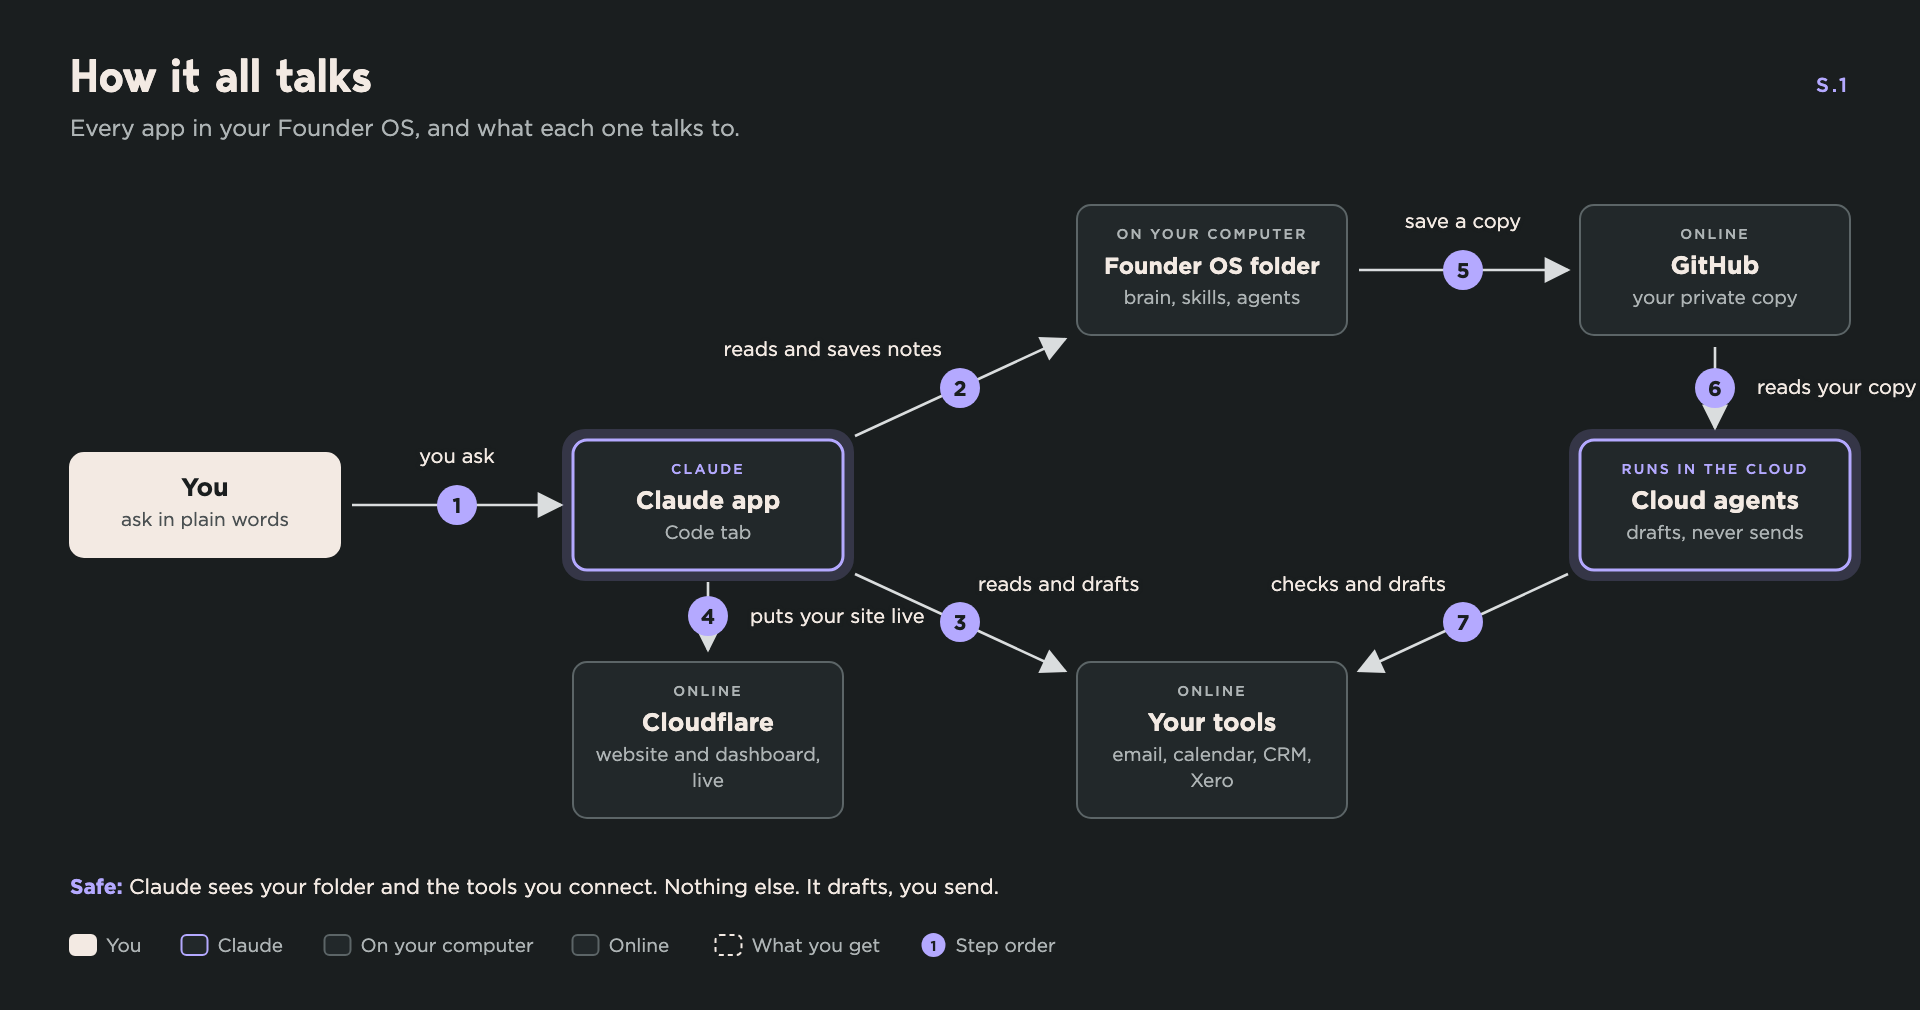 How it all talks
S.1
Every app in your Founder OS, and what each one talks to.
ON YOUR COMPUTER
Founder OS folder
brain, skills, agents
save a copy
5
ONLINE
GitHub
your private copy
reads and saves notes
2
6
reads your copy
You
ask in plain words
you ask
1
CLAUDE
Claude app
Code tab
RUNS IN THE CLOUD
Cloud agents
drafts, never sends
4
puts your site live
reads and drafts
3
checks and drafts
7
ONLINE
Cloudflare
website and dashboard,
live
ONLINE
Your tools
email, calendar, CRM,
Xero
Safe: Claude sees your folder and the tools you connect. Nothing else. It drafts, you send.
You
Claude
On your computer
Online
What you get
1
Step order